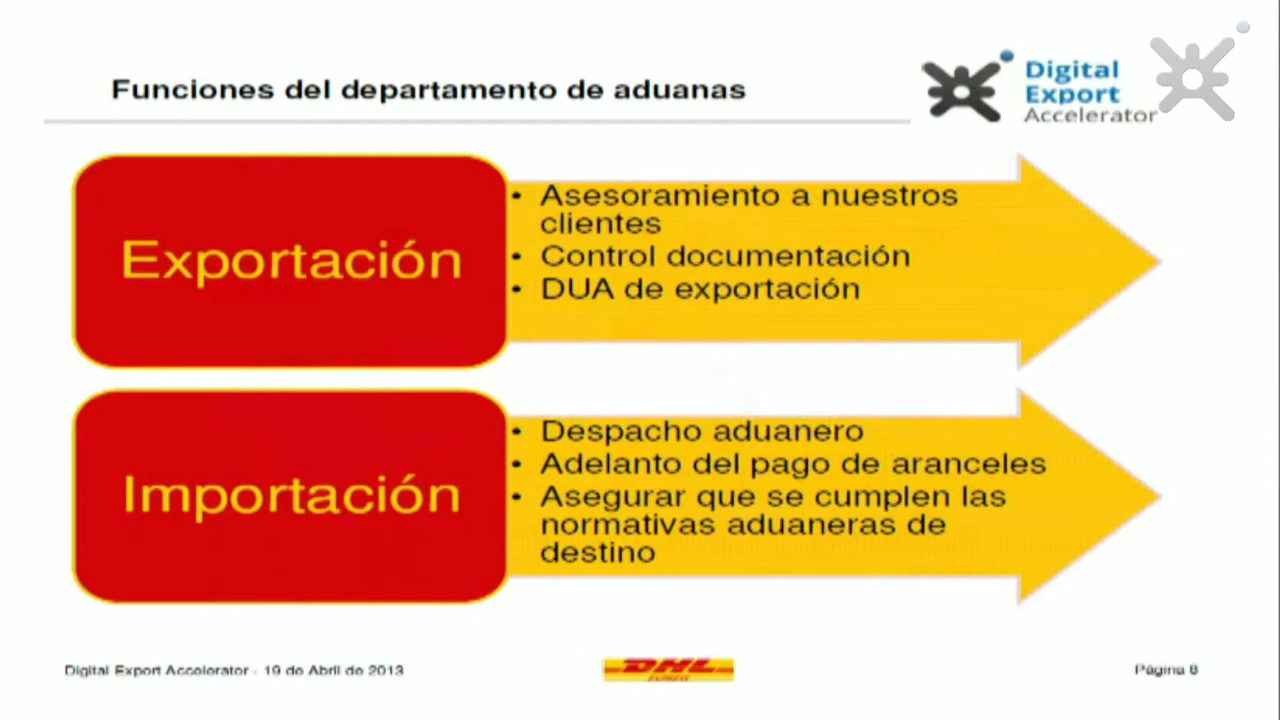 Funciones del departamento de aduanas
Digital
Export
Accelerator
Exportación
• Asesoramiento a nuestros
clientes
• Control documentación
• DUA de exportación
Importación
• Despacho aduanero
• Adelanto del pago de aranceles
• Asegurar que se cumplen las
normativas aduaneras de
destino
Digital Export Accelerator - 19 de Abril de 2013
DHL
EXPRESS
Página 8